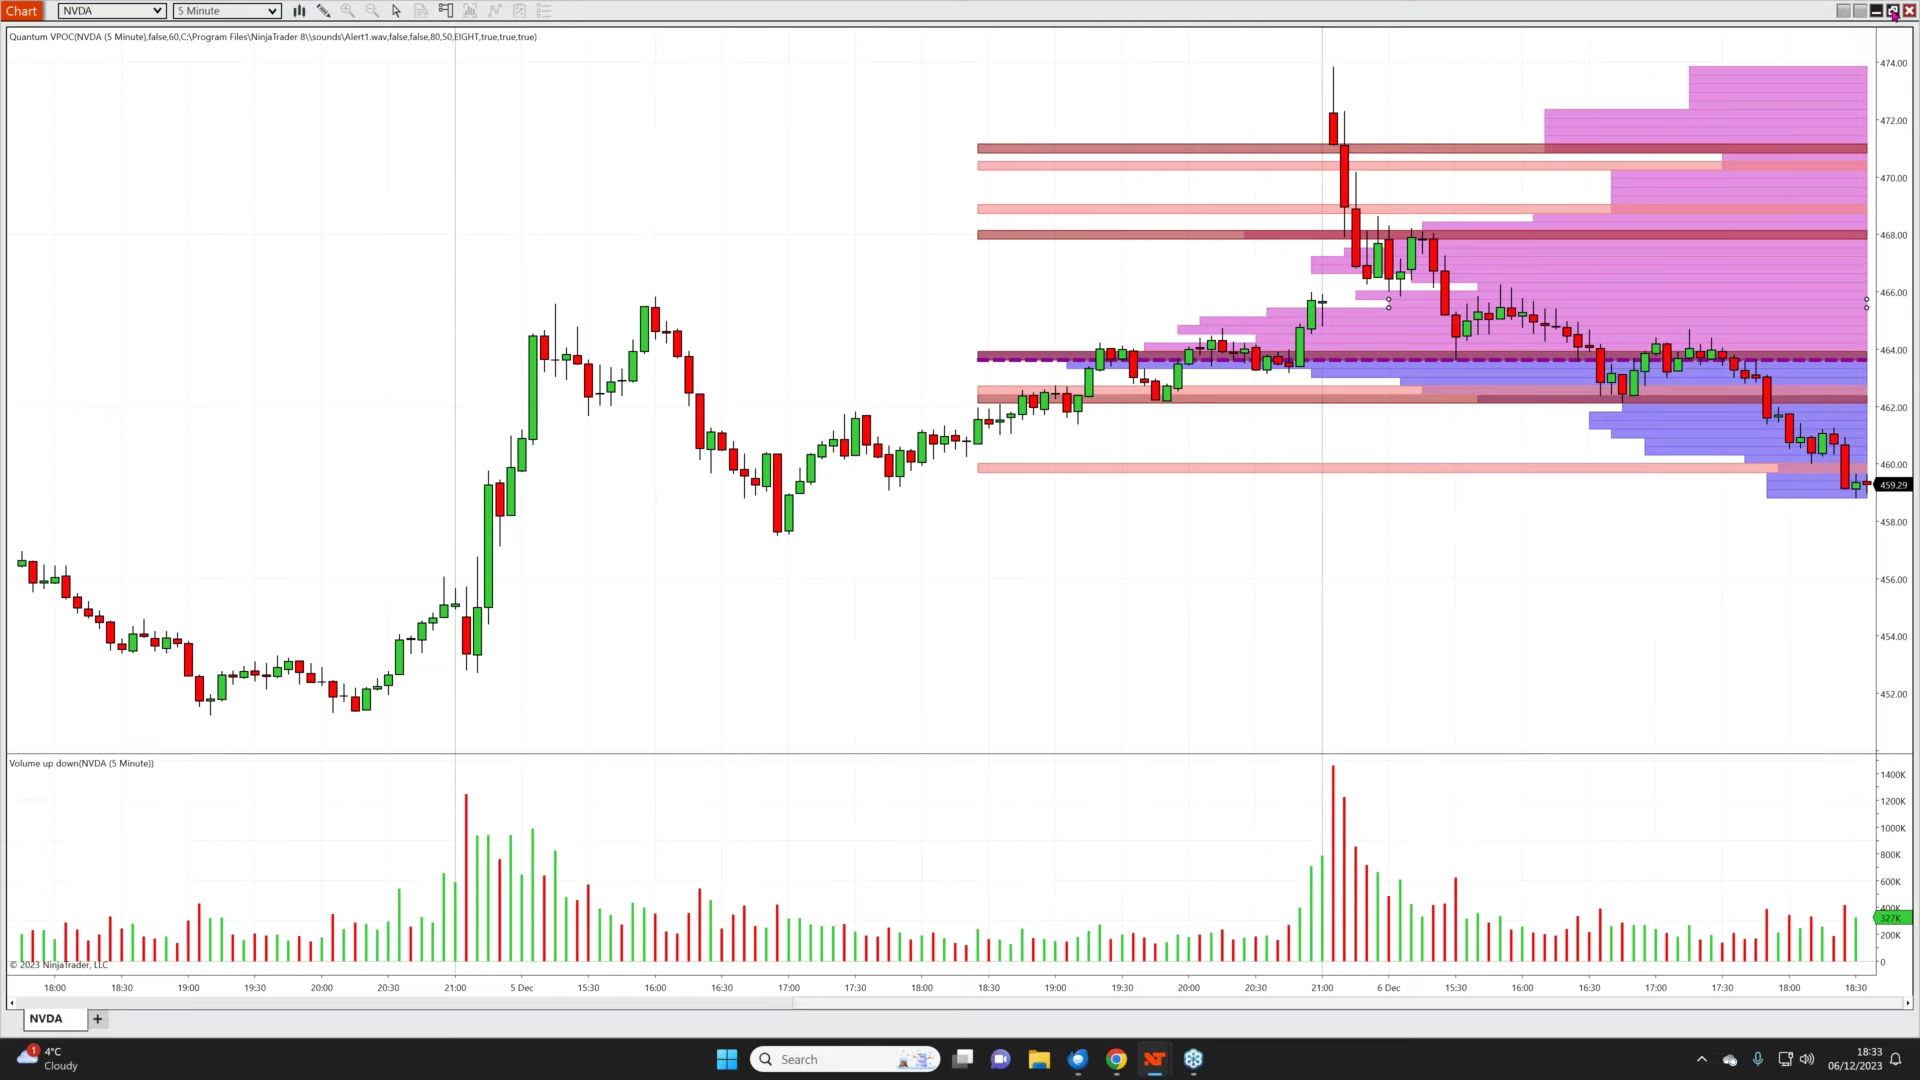 Chart NVDA 5 Minute
Quantum VPOC(NVDA (5 Minute),false,60,C:\Program Files\NinjaTrader 8\\sounds\Alert1.wav,false,false,80,50,EIGHT,true,true,true)
474.00
472.00
470.00
468.00
466.00
464.00
462.00
460.00
459.29
458.00
456.00
454.00
452.00
Volume up down(NVDA (5 Minute))
1400K
1200K
1000K
800K
600K
400K
327K
200K
0
© 2023 NinjaTrader, LLC
18:00 18:30 19:00 19:30 20:00 20:30 21:00 5 Dec 15:30 16:00 16:30 17:00 17:30 18:00 18:30 19:00 19:30 20:00 20:30 21:00 6 Dec 15:30 16:00 16:30 17:00 17:30 18:00 18:30
NVDA +
1 4°C
Cloudy
Search
18:33
06/12/2023